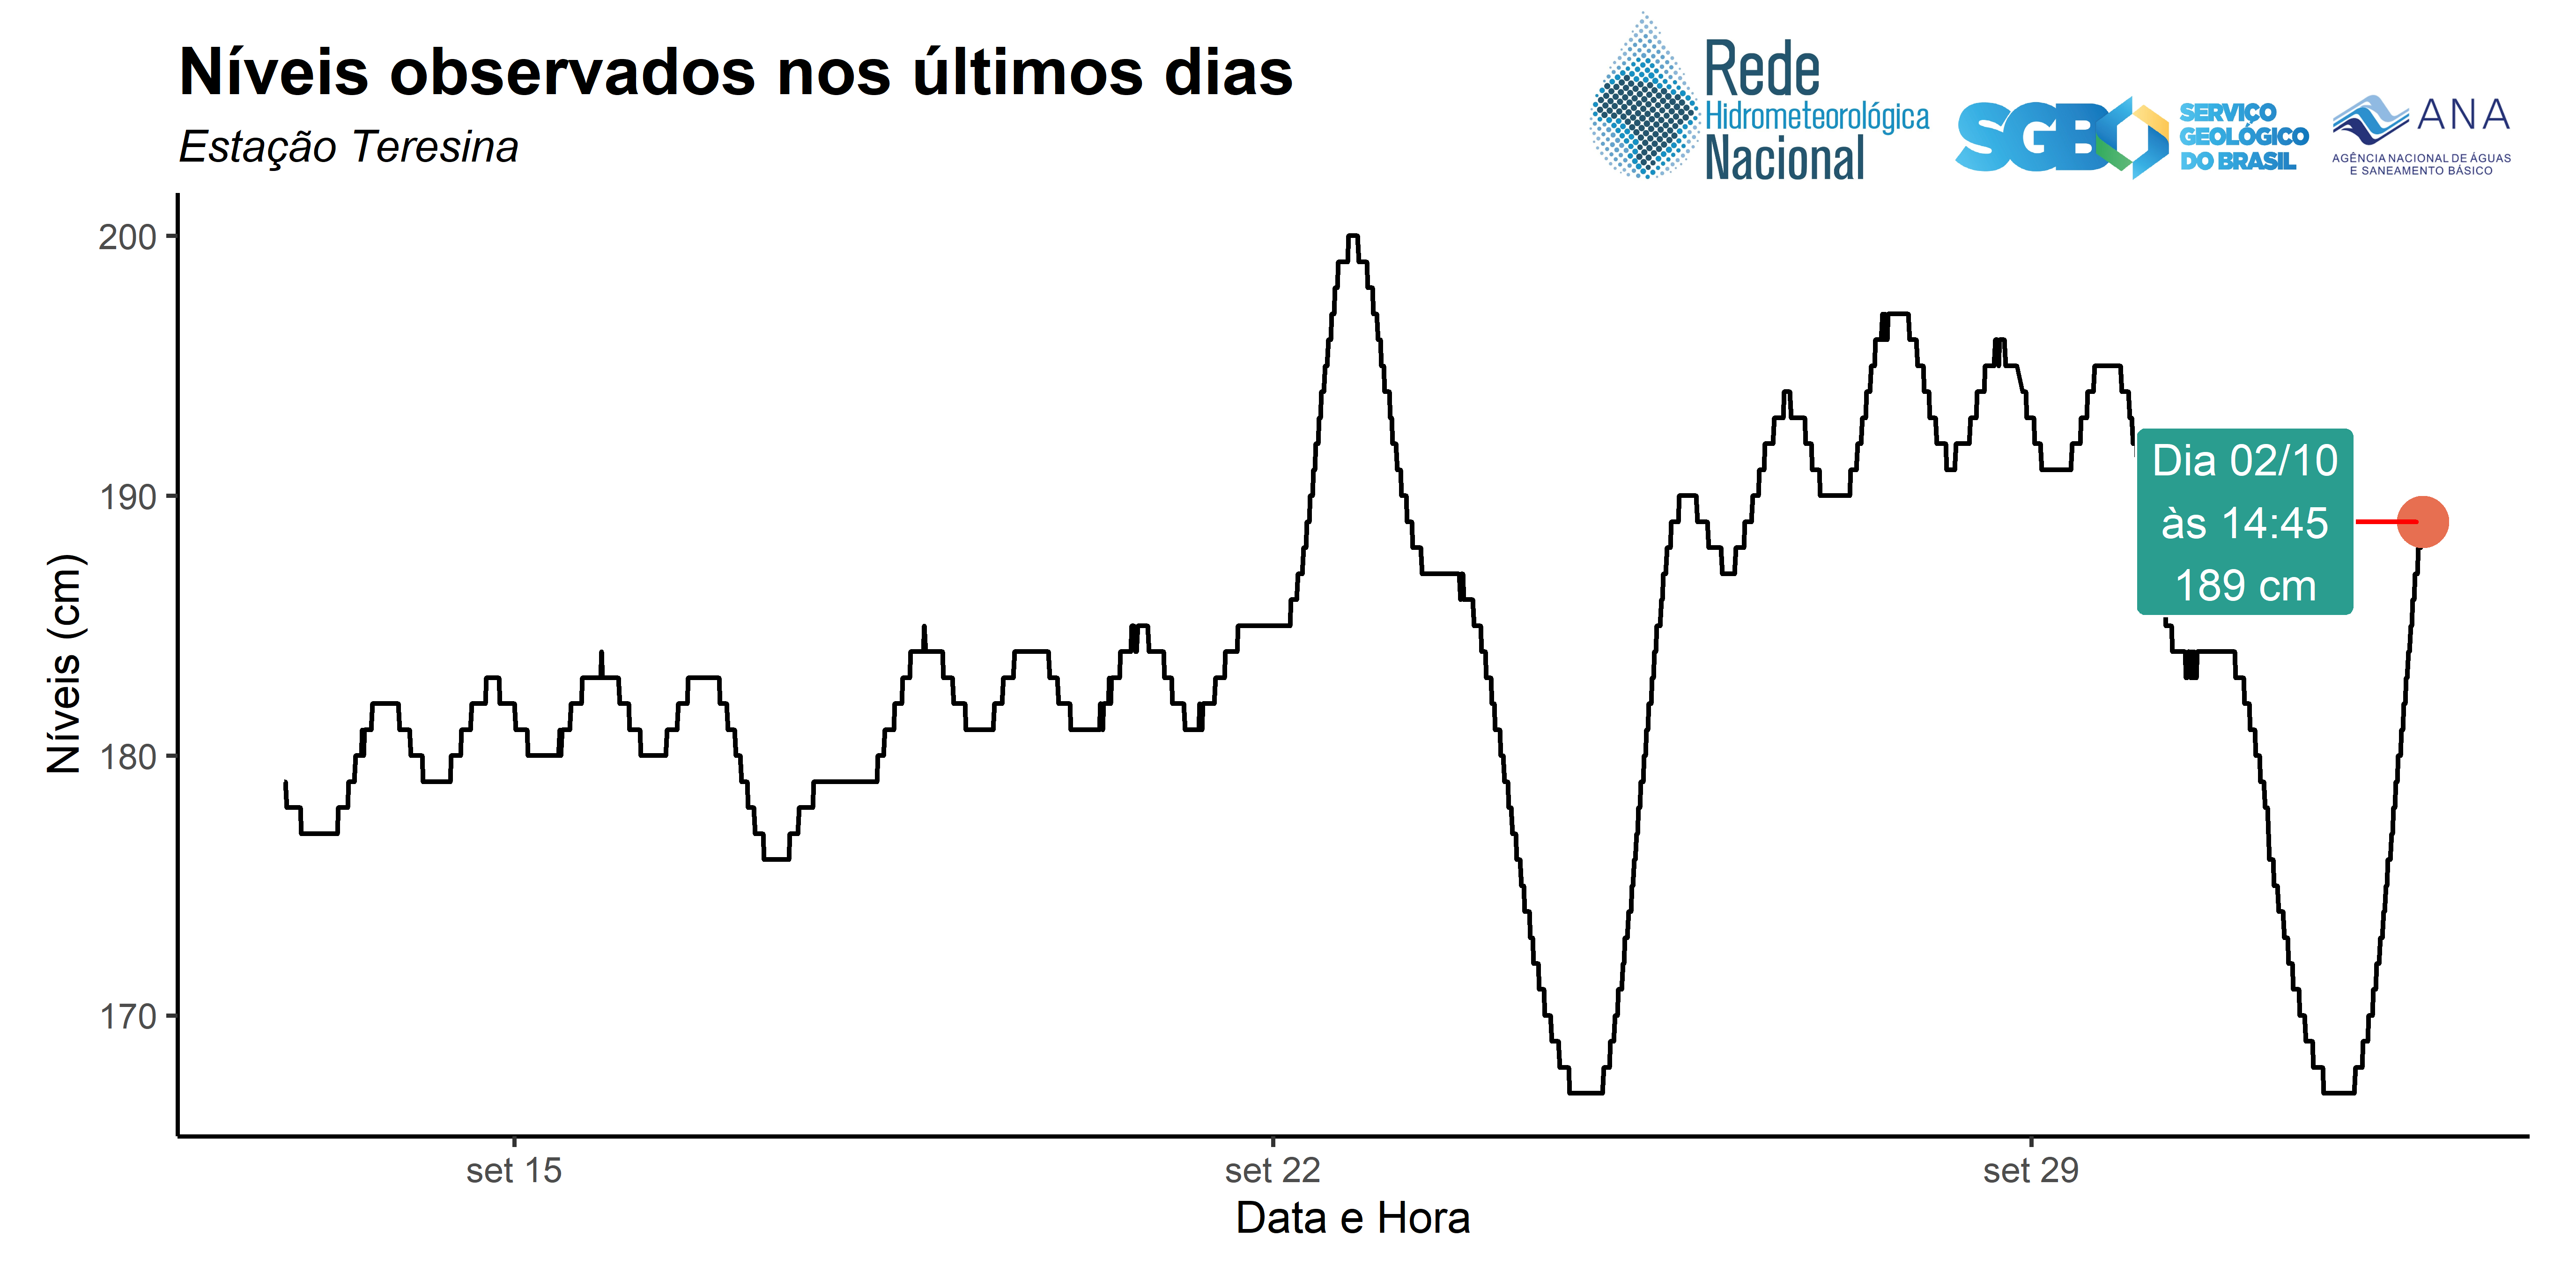 Níveis observados nos últimos dias
Estação Teresina
Rede
Hidrometeorológica
Nacional
SGB
SERVIÇO
GEOLÓGICO
DO BRASIL
ANA
AGÊNCIA NACIONAL DE ÁGUAS
E SANEAMENTO BÁSICO
200
190
180
170
Níveis (cm)
Dia 02/10
às 14:45
189 cm
set 15
set 22
set 29
Data e Hora